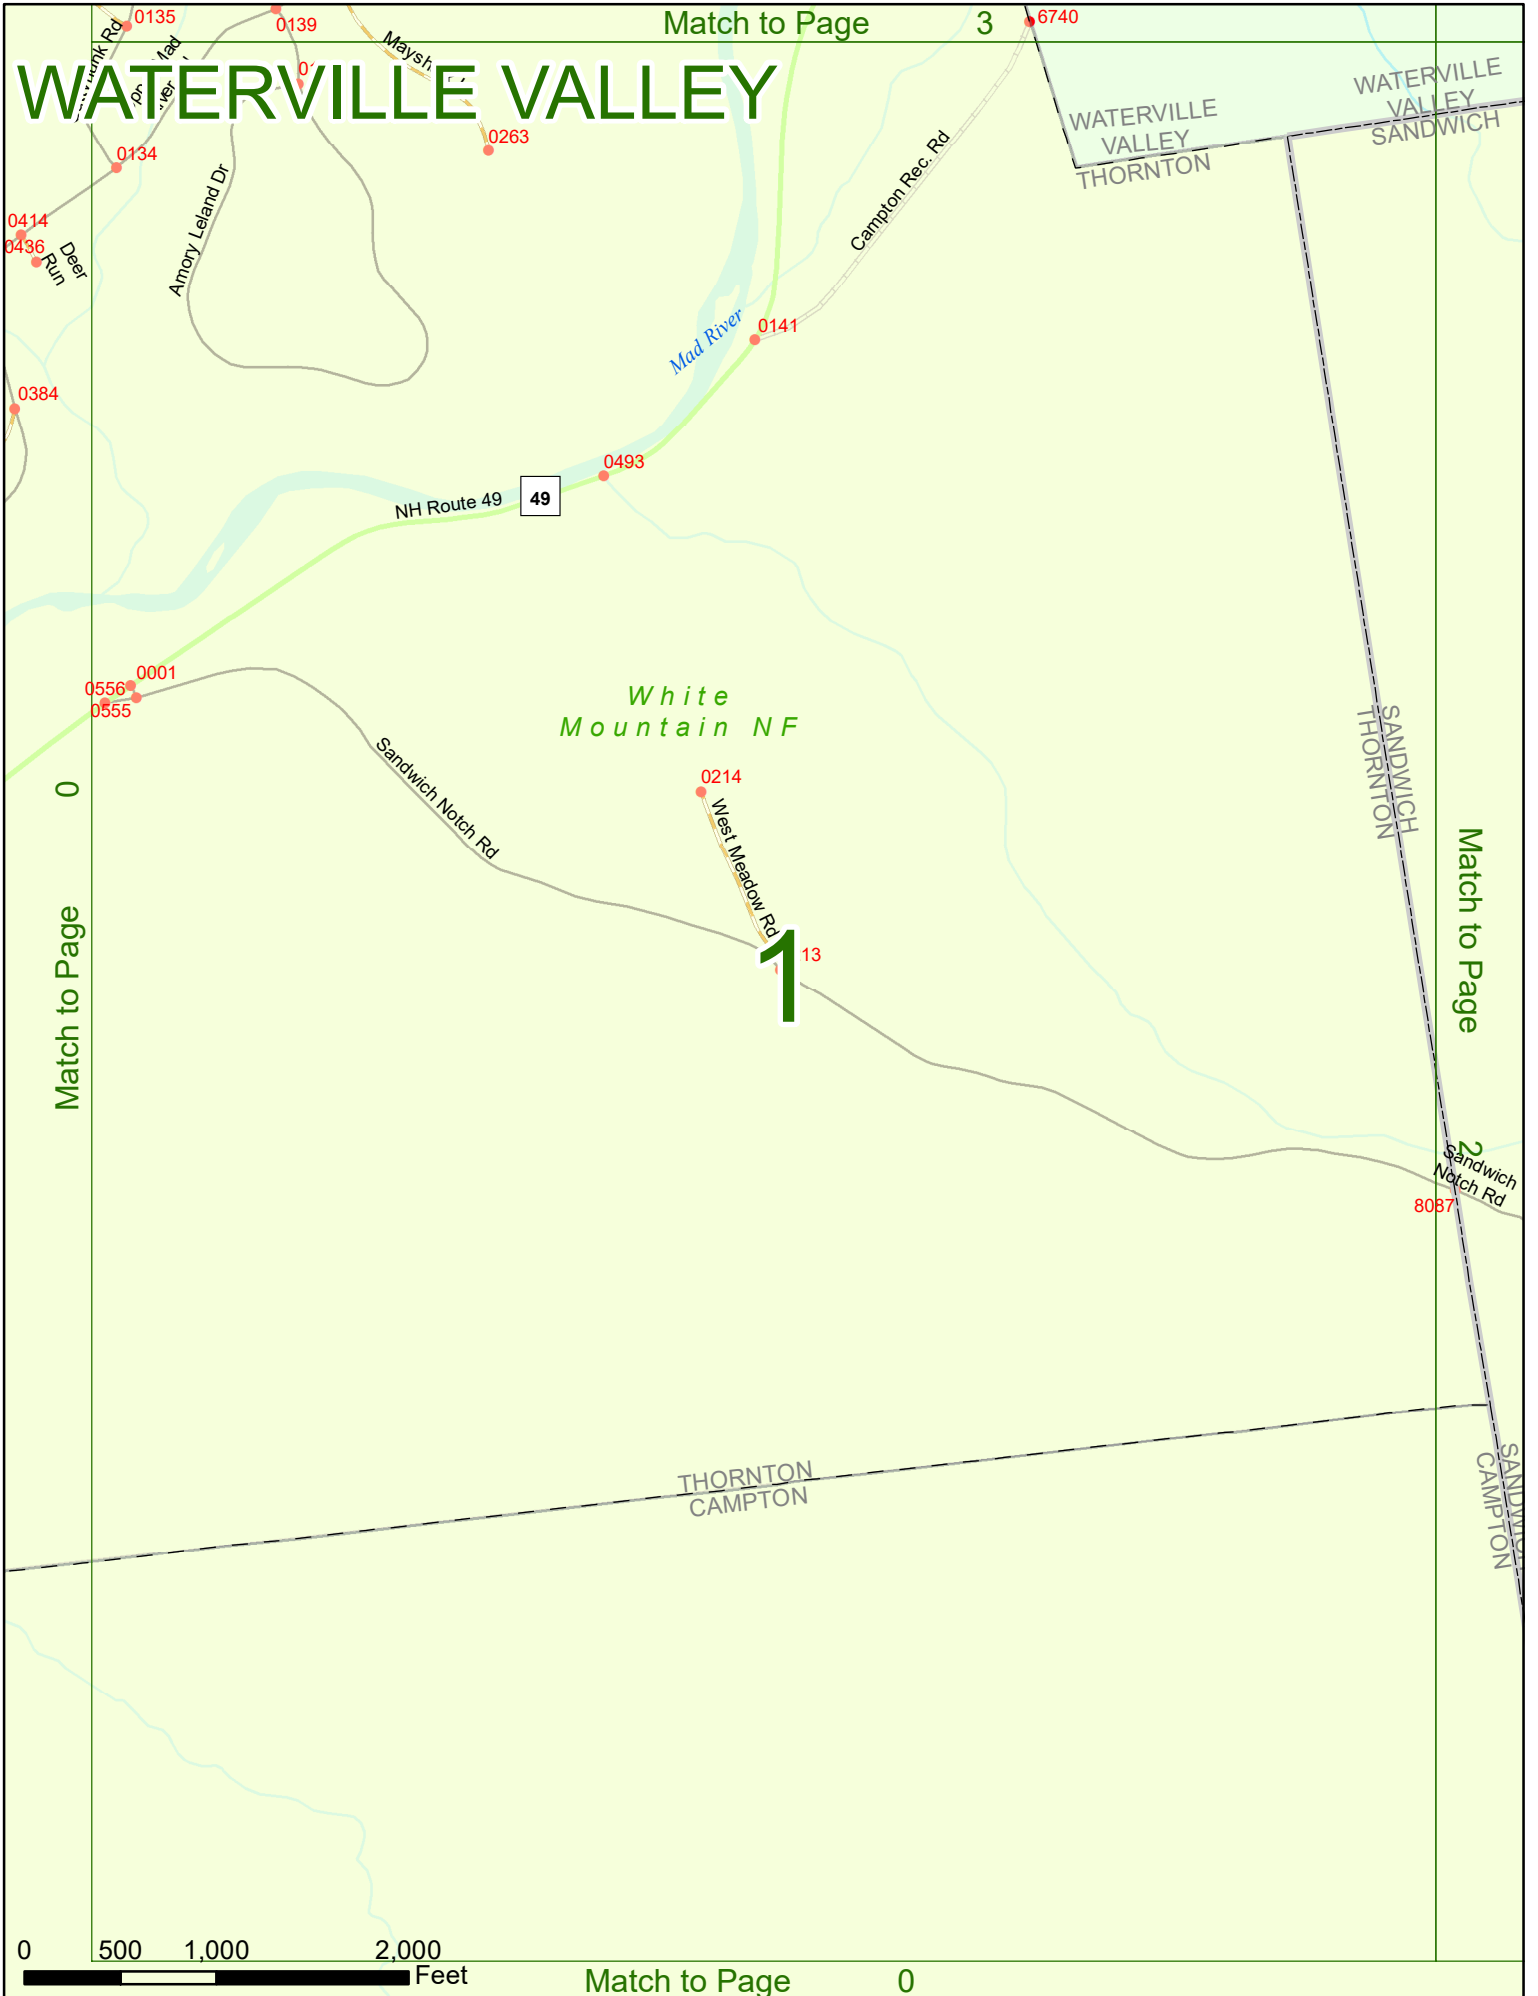 Match to Page 3
0135
0139
6740
WATERVILLE VALLEY
Mad
0263
0134
Campton Rec. Rd
WATERVILLE
VALLEY
THORNTON
WATERVILLE
VALLEY
SANDWICH
0414
0436
Deer
Run
Amory Leland Dr
Mad River
0141
0384
0493
NH Route 49
49
0001
0556
0555
White
Mountain NF
Sandwich Notch Rd
0214
West Meadow Rd
13
1
SANDWICH
THORNTON
Match to Page 0
Match to Page 2
Sandwich
Notch Rd
8087
THORNTON
CAMPTON
SANDWICH
CAMPTON
0 500 1,000 2,000
Feet
Match to Page 0